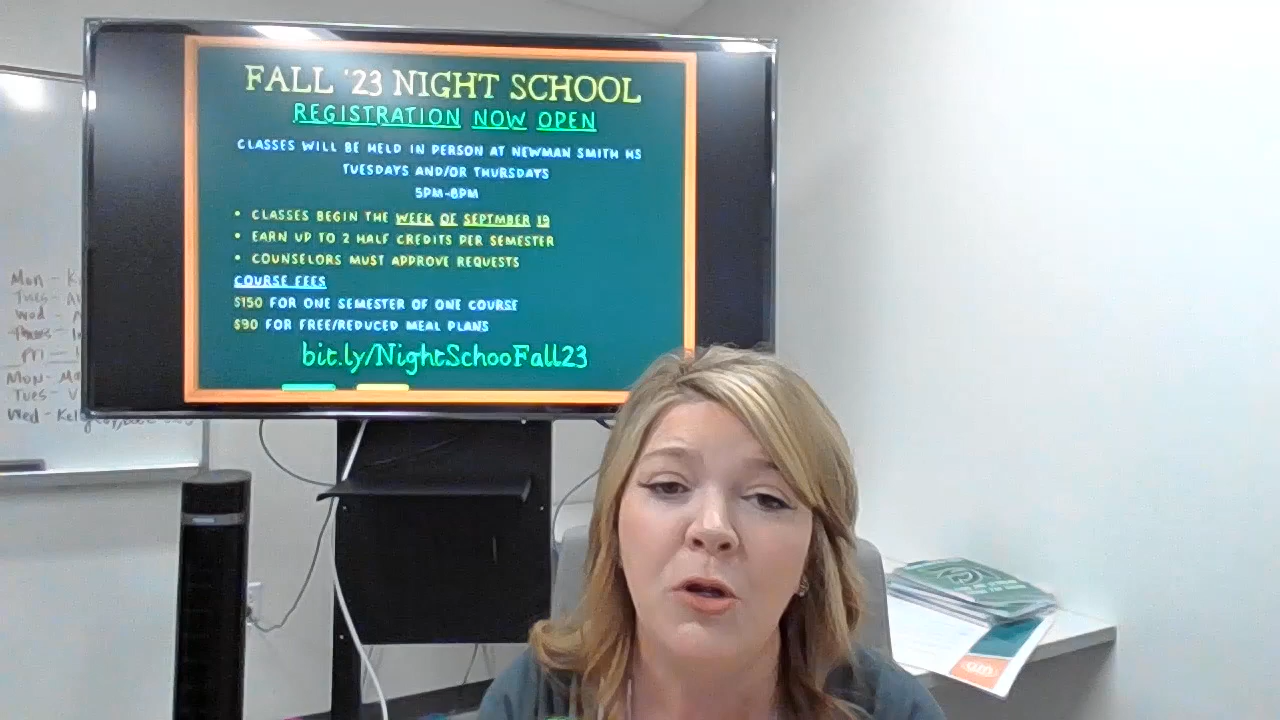 FALL '23 NIGHT SCHOOL
REGISTRATION NOW OPEN
CLASSES WILL BE HELD IN PERSON AT NEWMAN SMITH HS
TUESDAYS AND/OR THURSDAYS
5PM-8PM
• CLASSES BEGIN THE WEEK OF SEPTMBER 19
• EARN UP TO 2 HALF CREDITS PER SEMESTER
• COUNSELORS MUST APPROVE REQUESTS
COURSE FEES
$150 FOR ONE SEMESTER OF ONE COURSE
$90 FOR FREE/REDUCED MEAL PLANS
bit.ly/NightSchooFall23
Mon -
Tues -
Wed -
Thurs -
Mon -
Tues -
Wed -